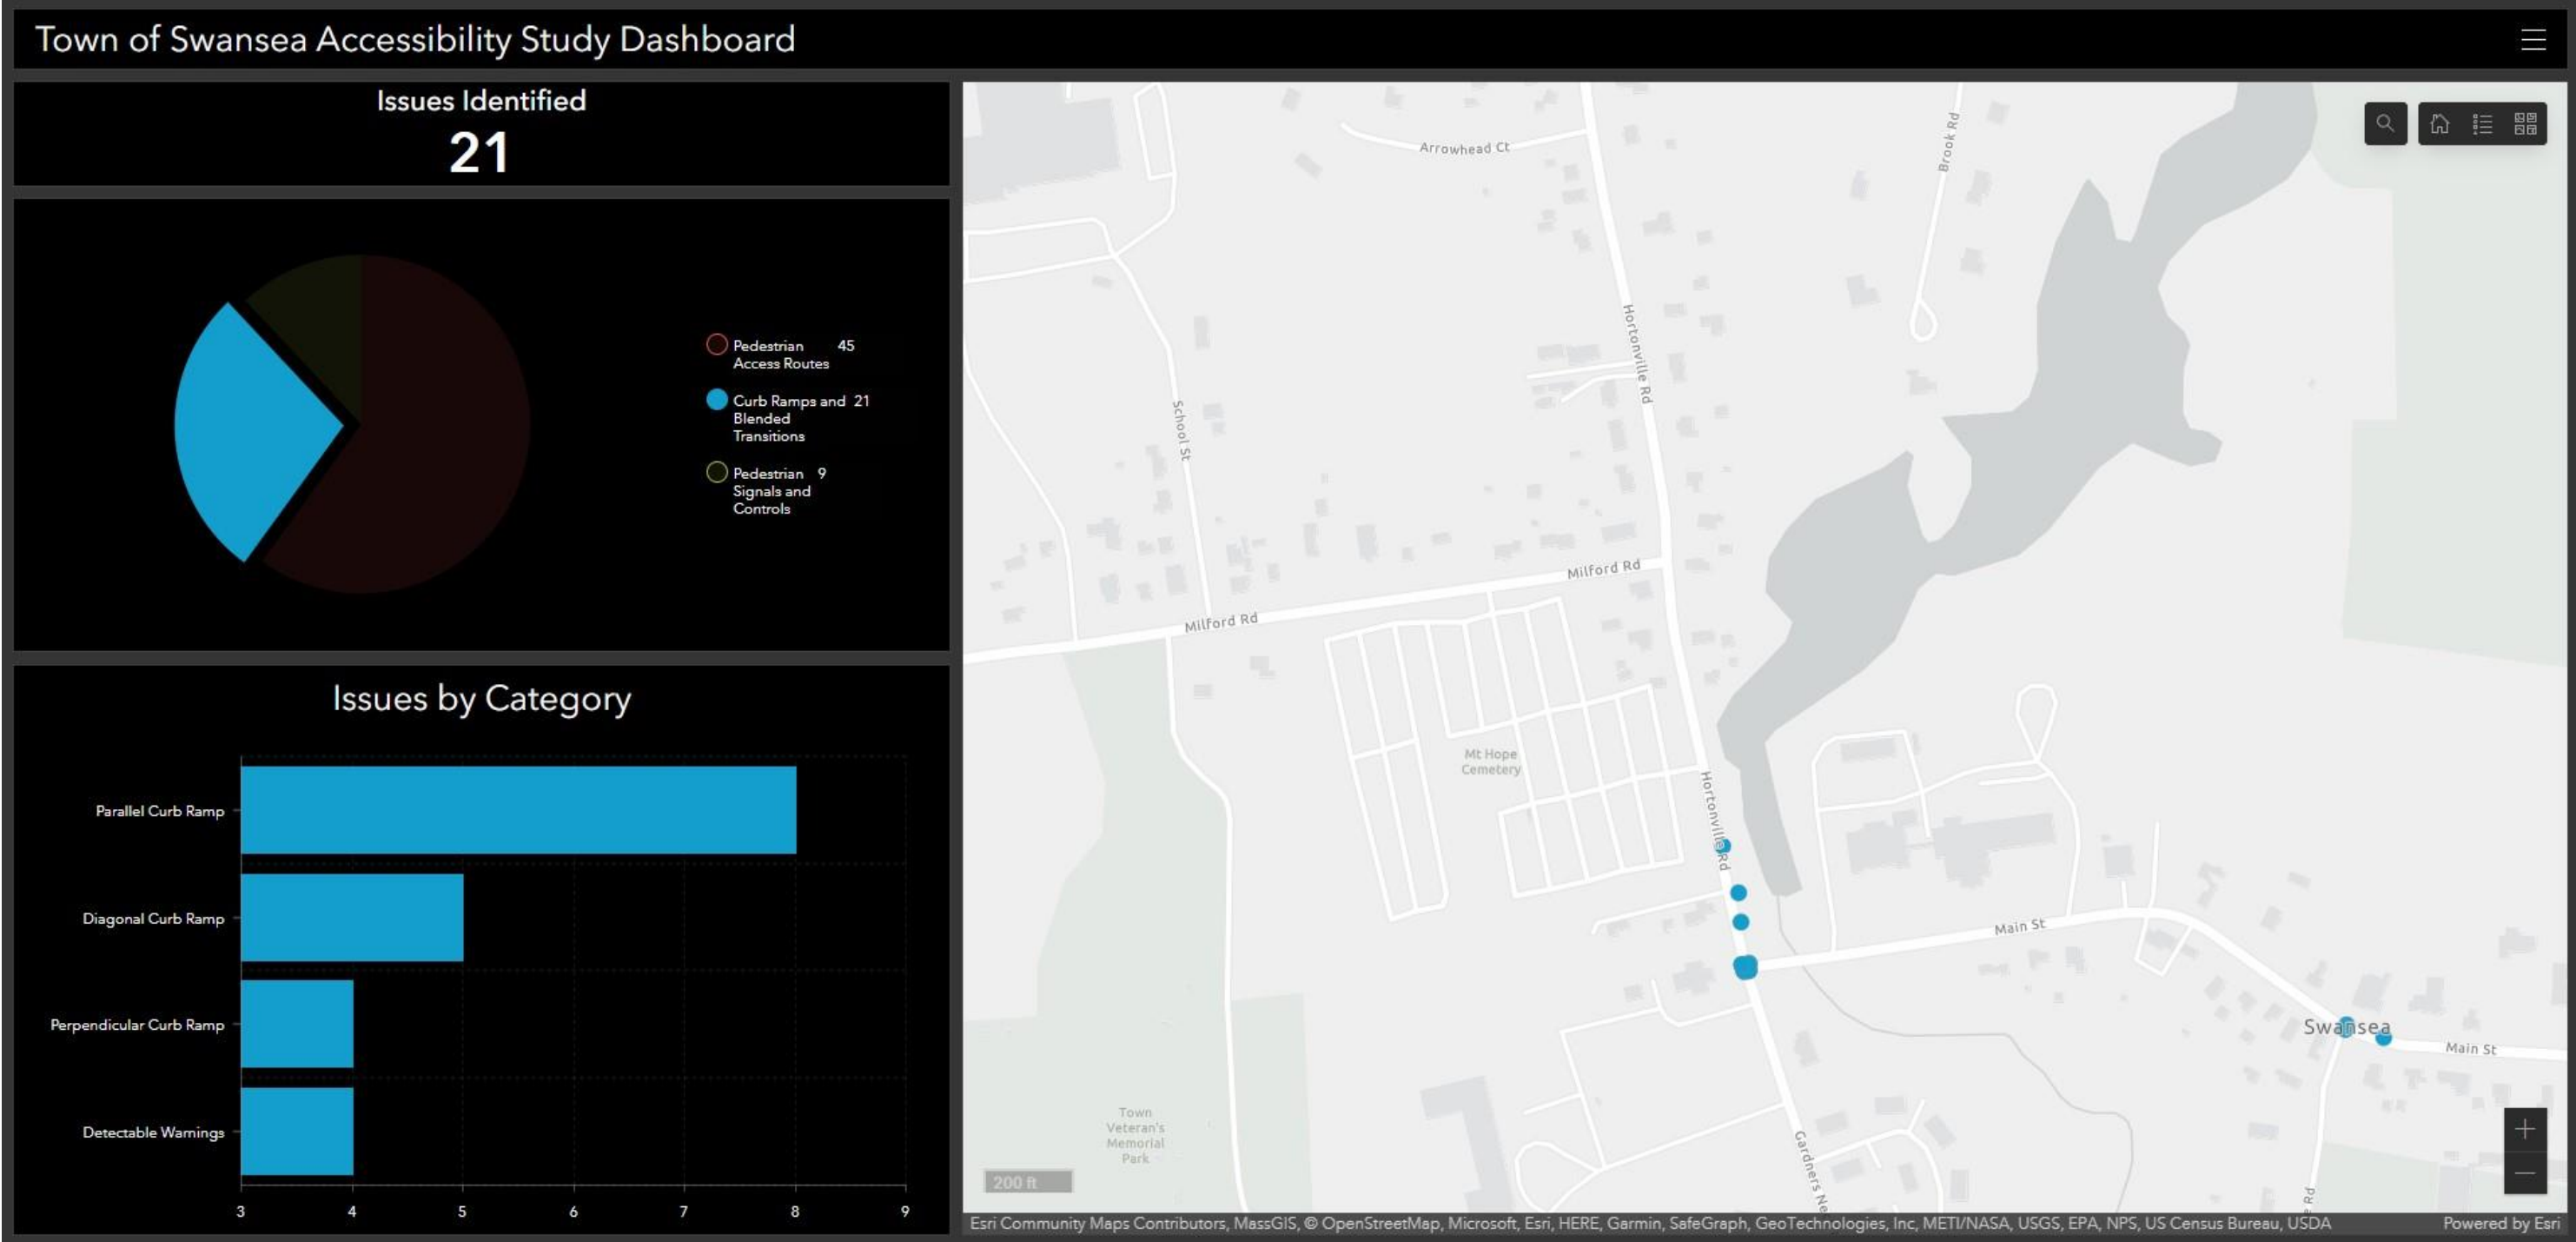 Town of Swansea Accessibility Study Dashboard
Issues Identified
21
Pedestrian 45
Access Routes
Curb Ramps and 21
Blended
Transitions
Pedestrian 9
Signals and
Controls
Issues by Category
Parallel Curb Ramp
Diagonal Curb Ramp
Perpendicular Curb Ramp
Detectable Warnings
3 4 5 6 7 8 9
Arrowhead Ct
Brook Rd
Hortonville Rd
School St
Milford Rd
Milford Rd
Mt Hope
Cemetery
Hortonville Rd
Main St
Swansea
Main St
Town
Veteran's
Memorial
Park
Gardners Ne
Rd
200 ft
Esri Community Maps Contributors, MassGIS, © OpenStreetMap, Microsoft, Esri, HERE, Garmin, SafeGraph, GeoTechnologies, Inc, METI/NASA, USGS, EPA, NPS, US Census Bureau, USDA
Powered by Esri